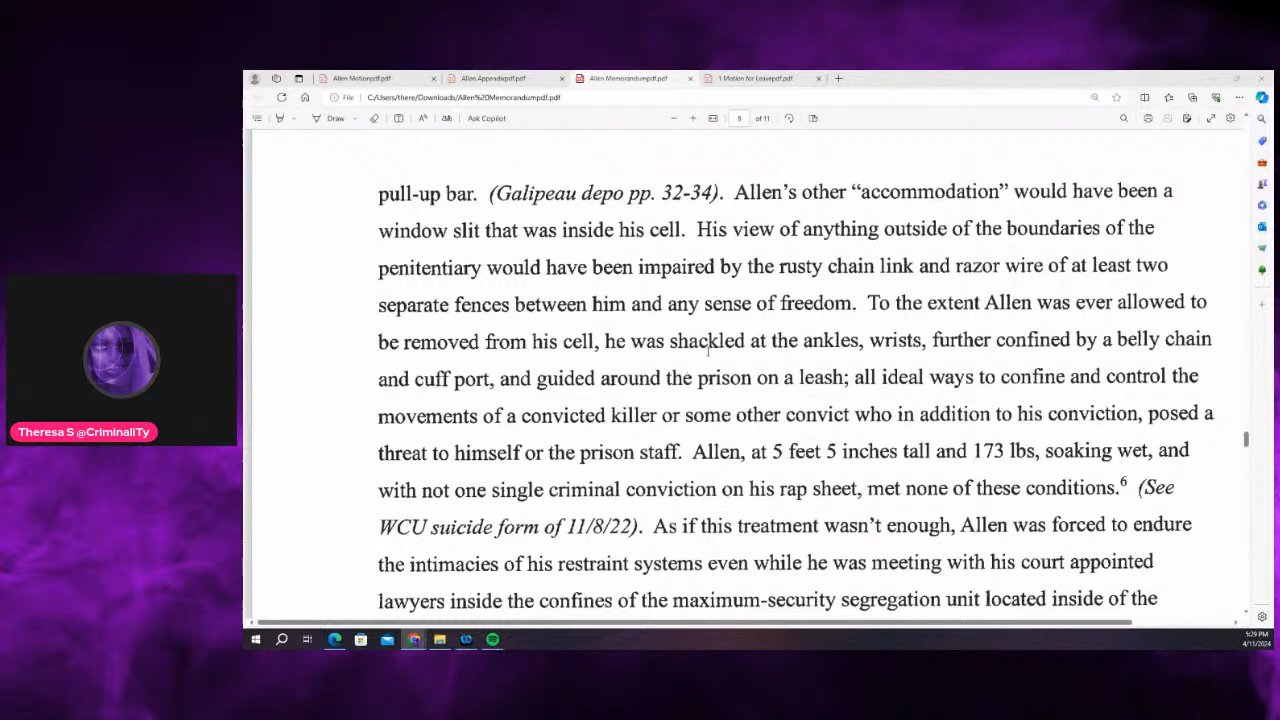 Allen Motionpdf.pdf
Allen Appendixpdf.pdf
Allen Memorandumpdf.pdf
1 Motion for Leavepdf.pdf
File
C:/Users/there/Downloads/Allen%20Memorandumpdf.pdf
Draw
Ask Copilot
8
of 11
pull-up bar. (Galipeau depo pp. 32-34). Allen’s other “accommodation” would have been a
window slit that was inside his cell. His view of anything outside of the boundaries of the
penitentiary would have been impaired by the rusty chain link and razor wire of at least two
separate fences between him and any sense of freedom. To the extent Allen was ever allowed to
be removed from his cell, he was shackled at the ankles, wrists, further confined by a belly chain
and cuff port, and guided around the prison on a leash; all ideal ways to confine and control the
movements of a convicted killer or some other convict who in addition to his conviction, posed a
threat to himself or the prison staff. Allen, at 5 feet 5 inches tall and 173 lbs, soaking wet, and
with not one single criminal conviction on his rap sheet, met none of these conditions.6 (See
WCU suicide form of 11/8/22). As if this treatment wasn’t enough, Allen was forced to endure
the intimacies of his restraint systems even while he was meeting with his court appointed
lawyers inside the confines of the maximum-security segregation unit located inside of the
Theresa S @CriminaliTy
5:29 PM
4/11/2024